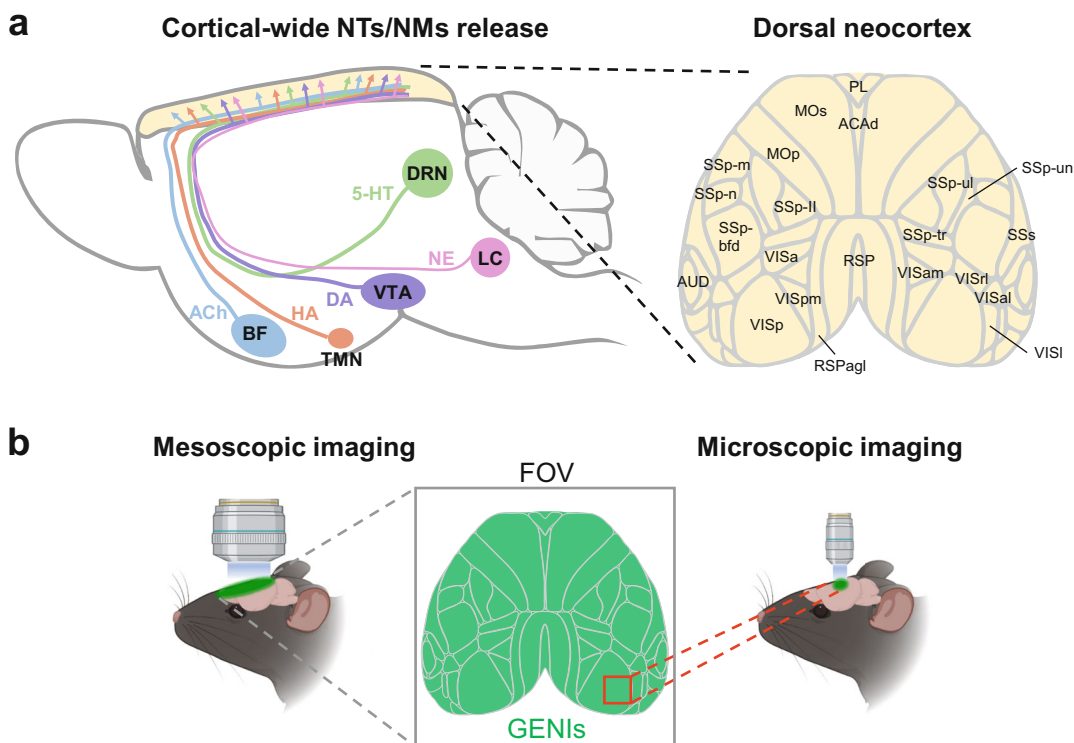 a
Cortical-wide NTs/NMs release
Dorsal neocortex
DRN
5-HT
NE
LC
DA
VTA
ACh
HA
BF
TMN
PL
MOs
ACAd
MOp
SSp-m
SSp-ul
SSp-un
SSp-n
SSp-ll
SSp-
bfd
SSp-tr
SSs
VISa
RSP
AUD
VISam
VISrl
VISpm
VISal
VISp
RSPagl
VISl
b
Mesoscopic imaging
Microscopic imaging
FOV
GENIs